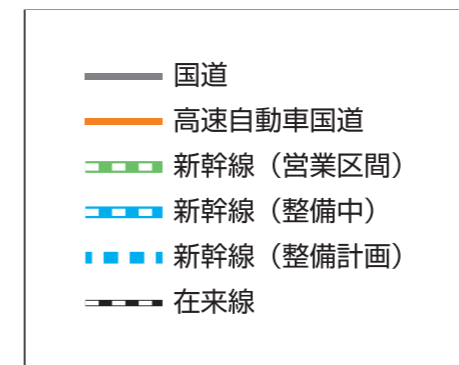 国道
高速自動車国道
新幹線（営業区間）
新幹線（整備中）
新幹線（整備計画）
在来線